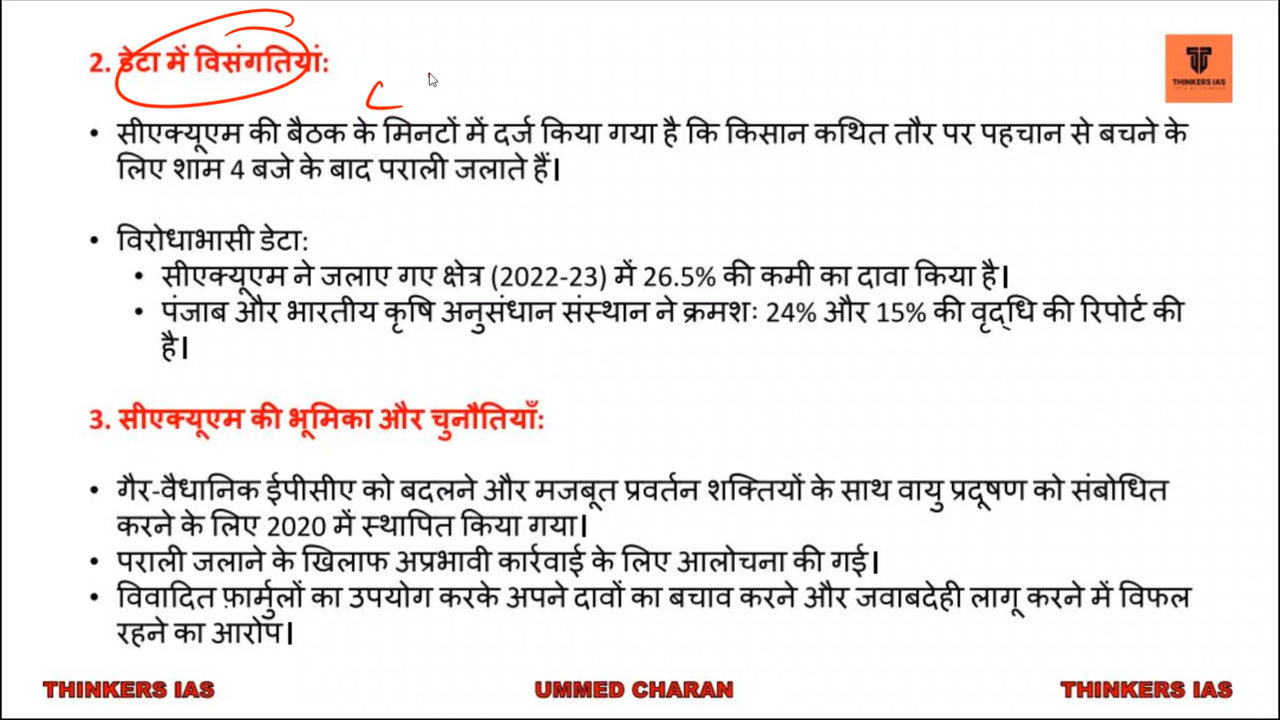 2. डेटा में विसंगतियां:
THINKERS IAS
• सीएक्यूएम की बैठक के मिनटों में दर्ज किया गया है कि किसान कथित तौर पर पहचान से बचने के
लिए शाम 4 बजे के बाद पराली जलाते हैं।
• विरोधाभासी डेटा:
• सीएक्यूएम ने जलाए गए क्षेत्र (2022-23) में 26.5% की कमी का दावा किया है।
• पंजाब और भारतीय कृषि अनुसंधान संस्थान ने क्रमशः 24% और 15% की वृद्धि की रिपोर्ट की
है।
3. सीएक्यूएम की भूमिका और चुनौतियाँ:
• गैर-वैधानिक ईपीसीए को बदलने और मजबूत प्रवर्तन शक्तियों के साथ वायु प्रदूषण को संबोधित
करने के लिए 2020 में स्थापित किया गया।
• पराली जलाने के खिलाफ अप्रभावी कार्रवाई के लिए आलोचना की गई।
• विवादित फ़ार्मुलों का उपयोग करके अपने दावों का बचाव करने और जवाबदेही लागू करने में विफल
रहने का आरोप।
THINKERS IAS UMMED CHARAN THINKERS IAS